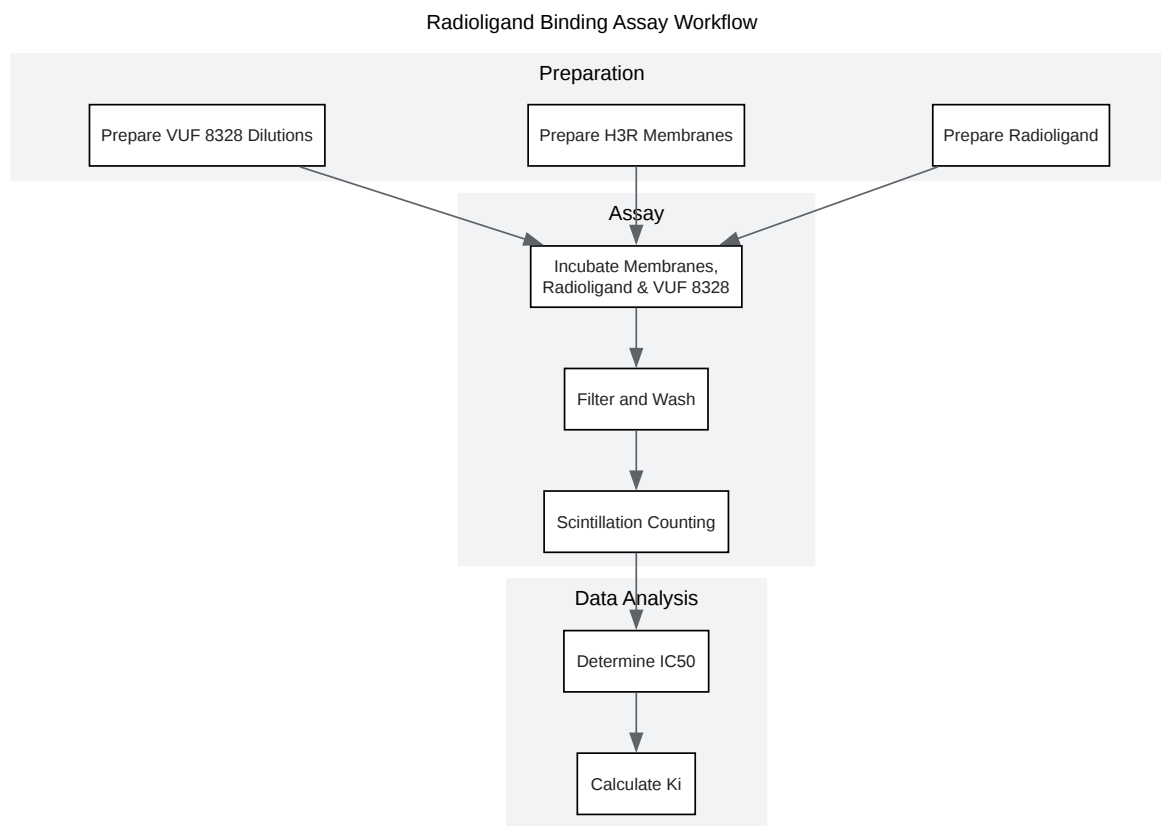 Radioligand Binding Assay Workflow
Preparation
Prepare VUF 8328 Dilutions
Prepare H3R Membranes
Prepare Radioligand
Assay
Incubate Membranes,
Radioligand & VUF 8328
Filter and Wash
Scintillation Counting
Data Analysis
Determine IC50
Calculate Ki